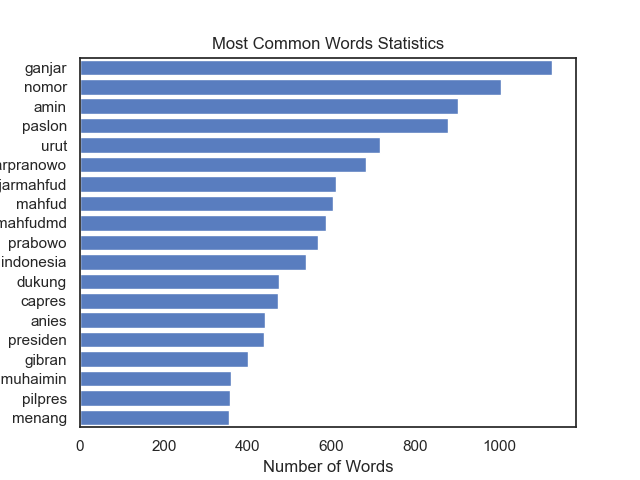 Most Common Words Statistics
ganjar
nomor
amin
paslon
urut
arpranowo
jarmahfud
mahfud
mahfudmd
prabowo
indonesia
dukung
capres
anies
presiden
gibran
muhaimin
pilpres
menang
0 200 400 600 800 1000
Number of Words